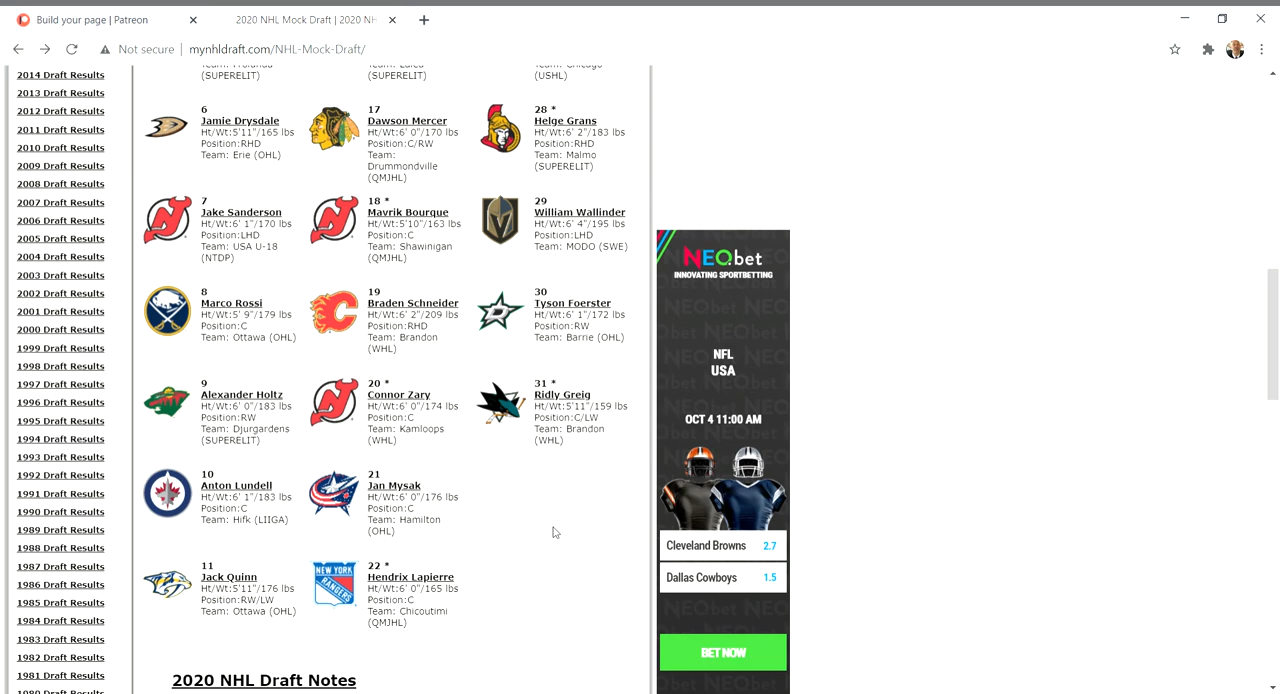 Build your page | Patreon
2020 NHL Mock Draft | 2020 NH
Not secure | mynhldraft.com/NHL-Mock-Draft/
2014 Draft Results
2013 Draft Results
2012 Draft Results
2011 Draft Results
2010 Draft Results
2009 Draft Results
2008 Draft Results
2007 Draft Results
2006 Draft Results
2005 Draft Results
2004 Draft Results
2003 Draft Results
2002 Draft Results
2001 Draft Results
2000 Draft Results
1999 Draft Results
1998 Draft Results
1997 Draft Results
1996 Draft Results
1995 Draft Results
1994 Draft Results
1993 Draft Results
1992 Draft Results
1991 Draft Results
1990 Draft Results
1989 Draft Results
1988 Draft Results
1987 Draft Results
1986 Draft Results
1985 Draft Results
1984 Draft Results
1983 Draft Results
1982 Draft Results
1981 Draft Results
(SUPERELIT)
6
Jamie Drysdale
Ht/Wt:5'11"/165 lbs
Position:RHD
Team: Erie (OHL)
7
Jake Sanderson
Ht/Wt:6' 1"/170 lbs
Position:LHD
Team: USA U-18
(NTDP)
8
Marco Rossi
Ht/Wt:5' 9"/179 lbs
Position:C
Team: Ottawa (OHL)
9
Alexander Holtz
Ht/Wt:6' 0"/183 lbs
Position:RW
Team: Djurgardens
(SUPERELIT)
10
Anton Lundell
Ht/Wt:6' 1"/183 lbs
Position:C
Team: Hifk (LIIGA)
11
Jack Quinn
Ht/Wt:5'11"/176 lbs
Position:RW/LW
Team: Ottawa (OHL)
(SUPERELIT)
17
Dawson Mercer
Ht/Wt:6' 0"/170 lbs
Position:C/RW
Team:
Drummondville
(QMJHL)
18 *
Mavrik Bourque
Ht/Wt:5'10"/163 lbs
Position:C
Team: Shawinigan
(QMJHL)
19
Braden Schneider
Ht/Wt:6' 2"/209 lbs
Position:RHD
Team: Brandon
(WHL)
20 *
Connor Zary
Ht/Wt:6' 0"/174 lbs
Position:C
Team: Kamloops
(WHL)
21
Jan Mysak
Ht/Wt:6' 0"/176 lbs
Position:C
Team: Hamilton
(OHL)
22 *
Hendrix Lapierre
Ht/Wt:6' 0"/165 lbs
Position:C
Team: Chicoutimi
(QMJHL)
(USHL)
28 *
Helge Grans
Ht/Wt:6' 2"/183 lbs
Position:RHD
Team: Malmo
(SUPERELIT)
29
William Wallinder
Ht/Wt:6' 4"/195 lbs
Position:LHD
Team: MODO (SWE)
30
Tyson Foerster
Ht/Wt:6' 1"/172 lbs
Position:RW
Team: Barrie (OHL)
31 *
Ridly Greig
Ht/Wt:5'11"/159 lbs
Position:C/LW
Team: Brandon
(WHL)
NEW YORK
RANGERS
2020 NHL Draft Notes
NEO.bet
INNOVATING SPORTBETTING
NFL
USA
OCT 4 11:00 AM
Cleveland Browns 2.7
Dallas Cowboys 1.5
BET NOW